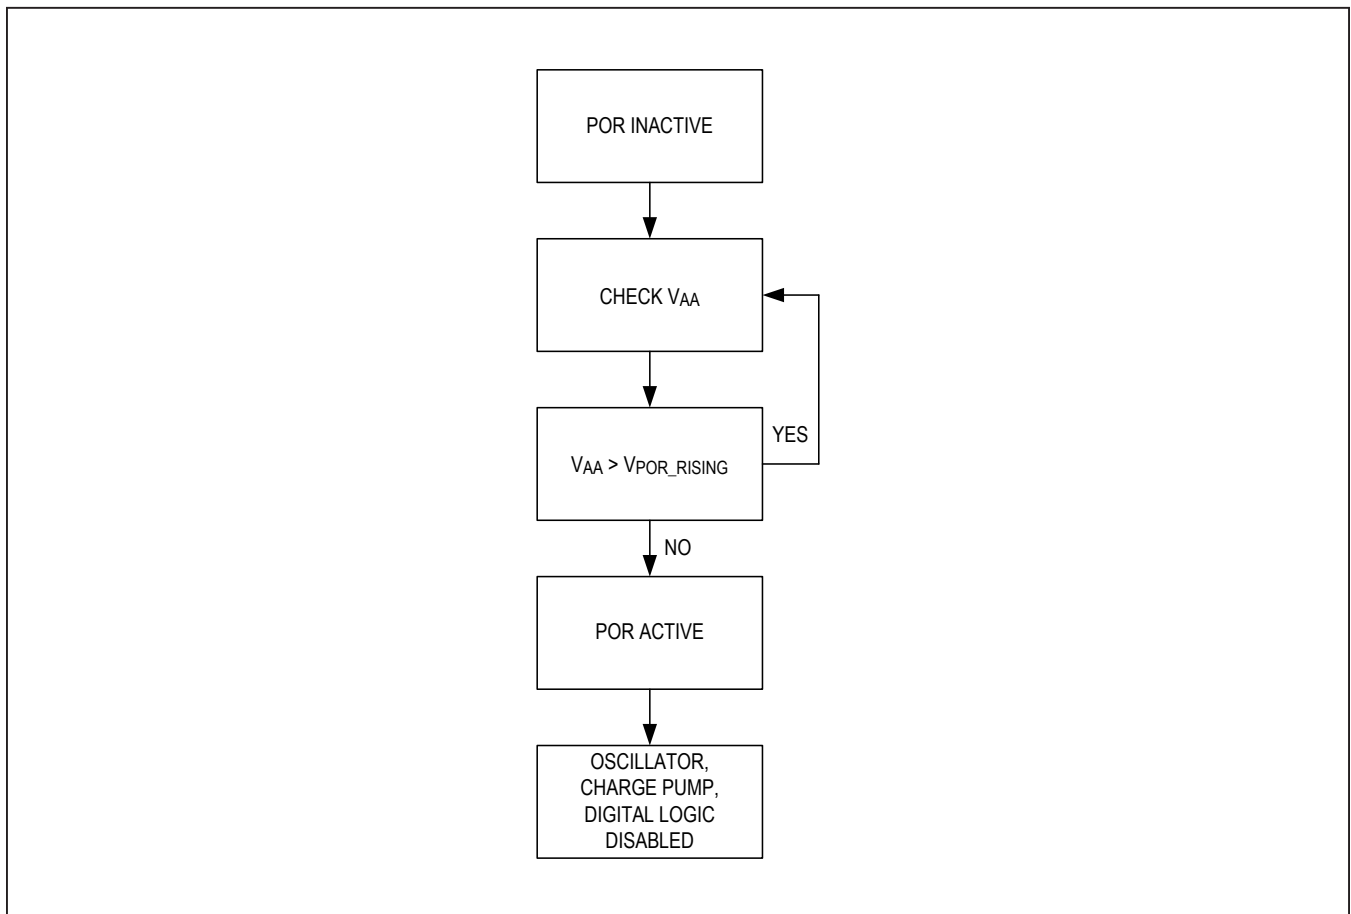 POR INACTIVE
CHECK VAA
YES
VAA > VPOR_RISING
NO
POR ACTIVE
OSCILLATOR,
CHARGE PUMP,
DIGITAL LOGIC
DISABLED